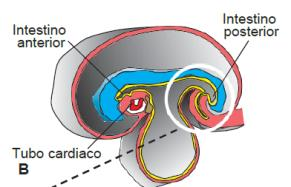 Intestino
anterior
Intestino
posterior
Tubo cardiaco
B